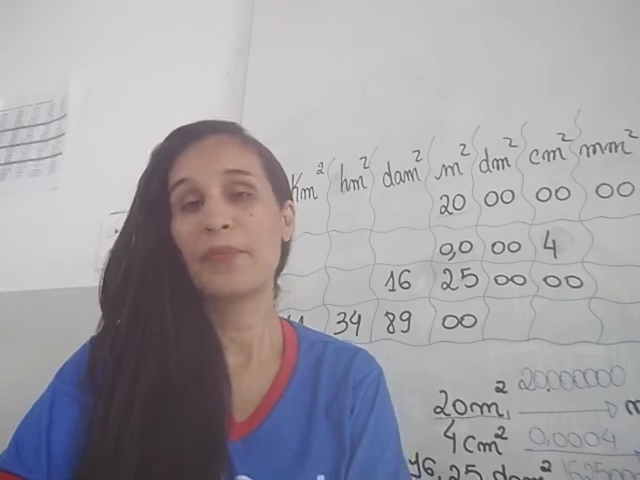 km² hm² dam² m² dm² cm² mm²
20 00 00 00
0,0 00 4
16 25 00 00
34 89 00
20m² 20.000000
4cm² 0,0004
16,25 dam²